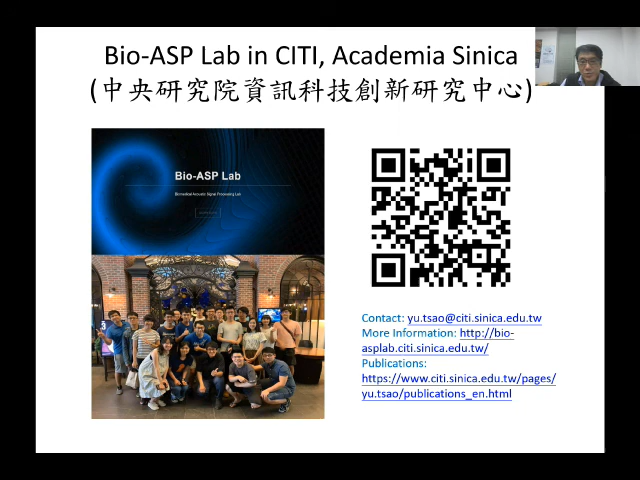 Bio-ASP Lab in CITI, Academia Sinica
(中央研究院資訊科技創新研究中心)
Bio-ASP Lab
Biomedical Acoustic Signal Processing Lab
Contact: yu.tsao@citi.sinica.edu.tw
More Information: http://bio-
asplab.citi.sinica.edu.tw/
Publications:
https://www.citi.sinica.edu.tw/pages/
yu.tsao/publications_en.html